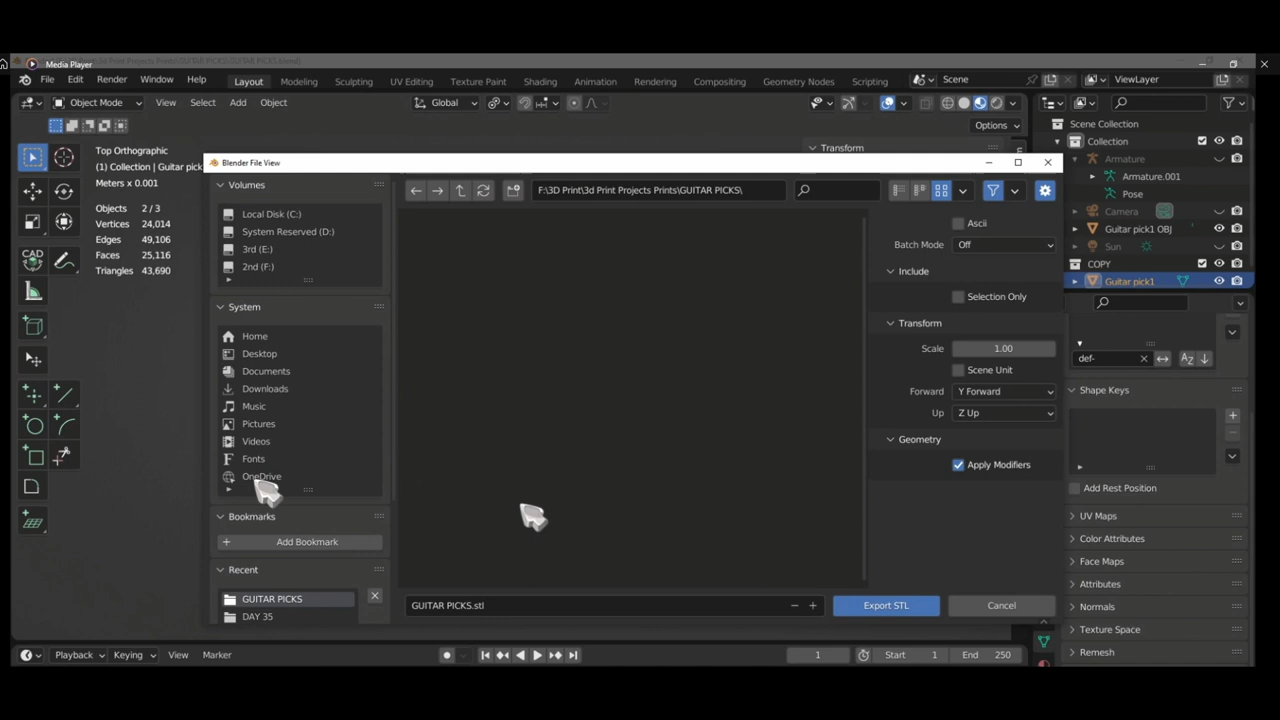 Media Player
File Edit Render Window Help Layout Modeling Sculpting UV Editing Texture Paint Shading Animation Rendering Compositing Geometry Nodes Scripting Scene ViewLayer
Object Mode View Select Add Object Global
Options
Top Orthographic
(1) Collection | Guitar pick
Meters x 0.001
Objects 2 / 3
Vertices 24,014
Edges 49,106
Faces 25,116
Triangles 43,690
CAD
Transform
Blender File View
Volumes
Local Disk (C:)
System Reserved (D:)
3rd (E:)
2nd (F:)
System
Home
Desktop
Documents
Downloads
Music
Pictures
Videos
Fonts
OneDrive
Bookmarks
Add Bookmark
Recent
GUITAR PICKS
DAY 35
F:\3D Print\3d Print Projects Prints\GUITAR PICKS\
GUITAR PICKS.stl
Ascii
Batch Mode Off
Include
Selection Only
Transform
Scale 1.00
Scene Unit
Forward Y Forward
Up Z Up
Geometry
Apply Modifiers
Export STL Cancel
Scene Collection
Collection
Armature
Armature.001
Pose
Camera
Guitar pick1 OBJ
Sun
COPY
Guitar pick1
def-
Shape Keys
Add Rest Position
UV Maps
Color Attributes
Face Maps
Attributes
Normals
Texture Space
Remesh
Playback Keying View Marker 1 Start 1 End 250